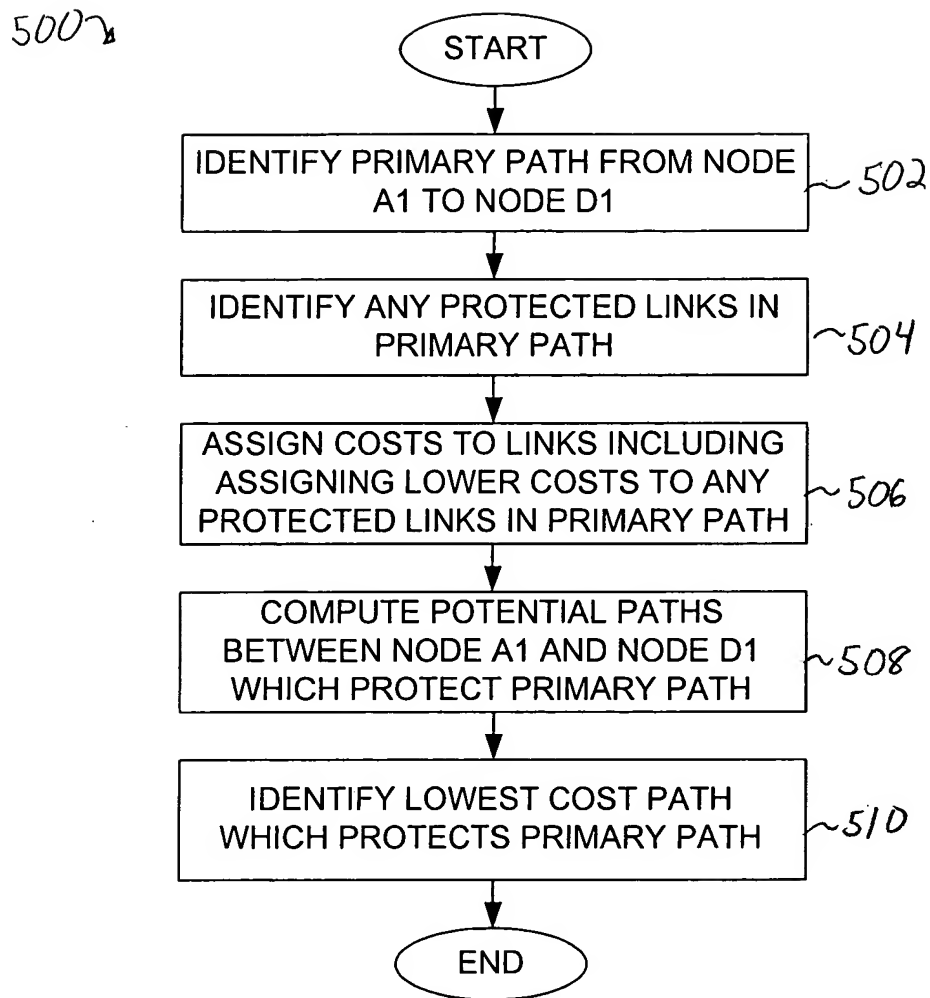 500
START
IDENTIFY PRIMARY PATH FROM NODE
A1 TO NODE D1
502
IDENTIFY ANY PROTECTED LINKS IN
PRIMARY PATH
504
ASSIGN COSTS TO LINKS INCLUDING
ASSIGNING LOWER COSTS TO ANY
PROTECTED LINKS IN PRIMARY PATH
506
COMPUTE POTENTIAL PATHS
BETWEEN NODE A1 AND NODE D1
WHICH PROTECT PRIMARY PATH
508
IDENTIFY LOWEST COST PATH
WHICH PROTECTS PRIMARY PATH
510
END